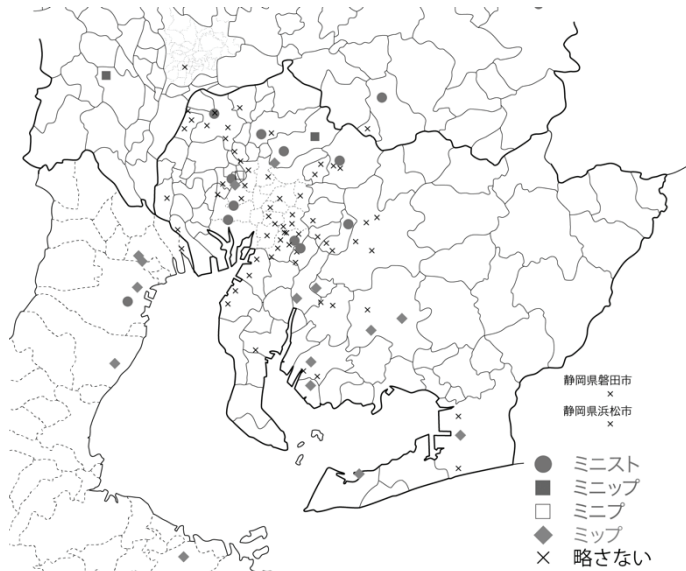 静岡県磐田市
静岡県浜松市
ミニスト
ミニップ
ミニプ
ミップ
略さない